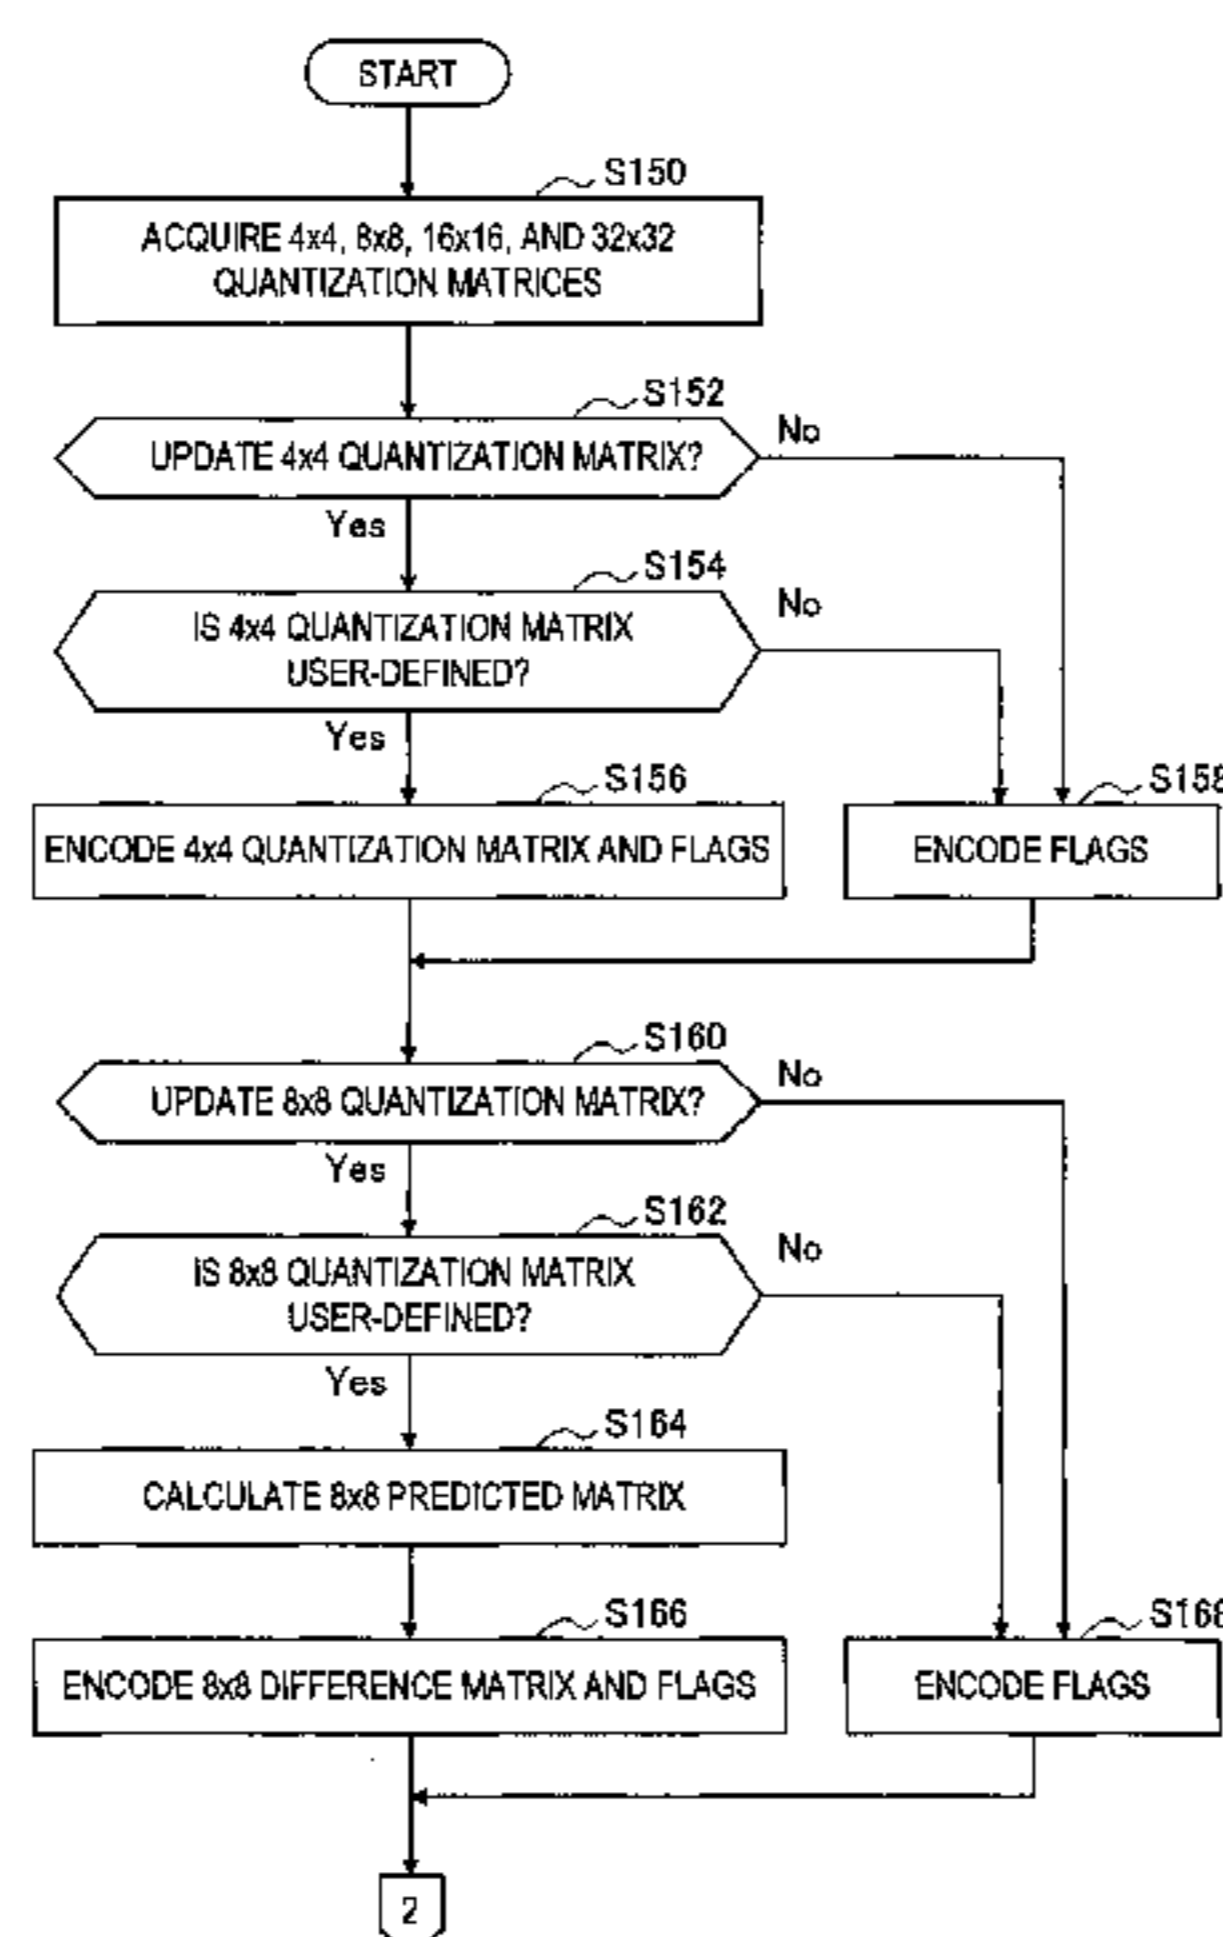 START
S150
ACQUIRE 4x4, 8x8, 16x16, AND 32x32
QUANTIZATION MATRICES
S152
UPDATE 4x4 QUANTIZATION MATRIX?
No
Yes
S154
IS 4x4 QUANTIZATION MATRIX
USER-DEFINED?
No
Yes
S156
ENCODE 4x4 QUANTIZATION MATRIX AND FLAGS
S158
ENCODE FLAGS
S160
UPDATE 8x8 QUANTIZATION MATRIX?
No
Yes
S162
IS 8x8 QUANTIZATION MATRIX
USER-DEFINED?
No
Yes
S164
CALCULATE 8x8 PREDICTED MATRIX
S166
ENCODE 8x8 DIFFERENCE MATRIX AND FLAGS
S168
ENCODE FLAGS
2